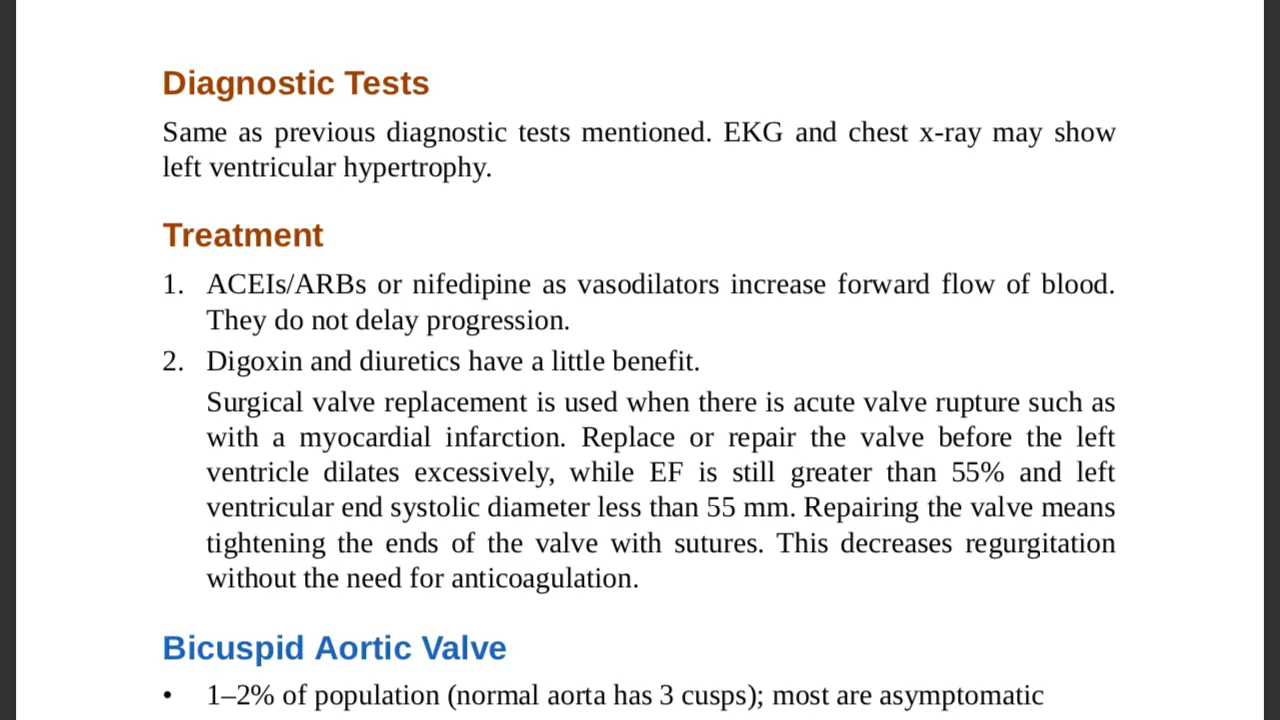 Diagnostic Tests
Same as previous diagnostic tests mentioned. EKG and chest x-ray may show
left ventricular hypertrophy.
Treatment
1. ACEIs/ARBs or nifedipine as vasodilators increase forward flow of blood.
They do not delay progression.
2. Digoxin and diuretics have a little benefit.
Surgical valve replacement is used when there is acute valve rupture such as
with a myocardial infarction. Replace or repair the valve before the left
ventricle dilates excessively, while EF is still greater than 55% and left
ventricular end systolic diameter less than 55 mm. Repairing the valve means
tightening the ends of the valve with sutures. This decreases regurgitation
without the need for anticoagulation.
Bicuspid Aortic Valve
• 1–2% of population (normal aorta has 3 cusps); most are asymptomatic